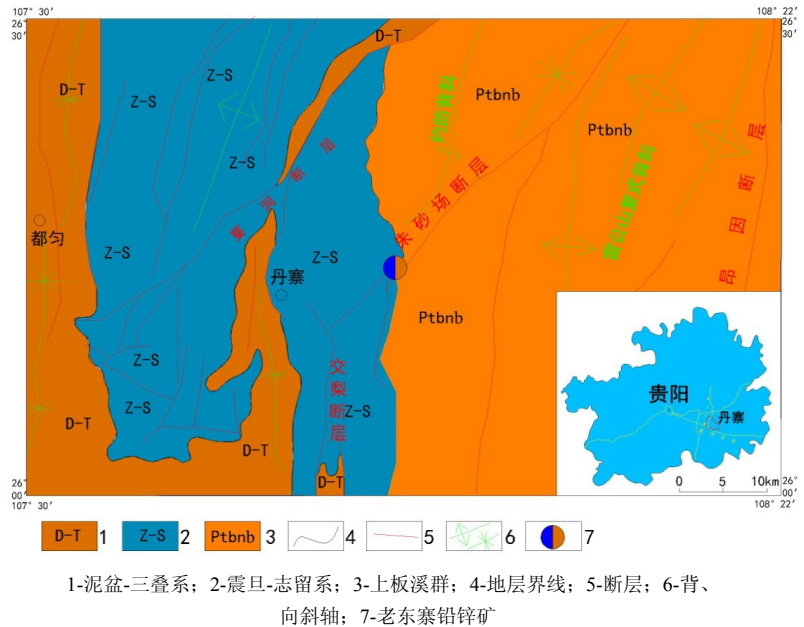 107° 30′
108° 22′
26°
30′
26°
30′
D-T
D-T
Z-S
Z-S
Z-S
Z-S
Z-S
Z-S
Z-S
Z-S
Z-S
Ptbnb
Ptbnb
Ptbnb
都匀
丹寨
断层
朱砂场断层
昂因断层
交梨断层
D-T
D-T
D-T
贵阳
丹寨
0 5 10km
26°
00′
26°
00′
107° 30′
108° 22′
D-T 1 Z-S 2 Ptbnb 3 4 5 6 7
1-泥盆-三叠系；2-震旦-志留系；3-上板溪群；4-地层界线；5-断层；6-背、
向斜轴；7-老东寨铅锌矿